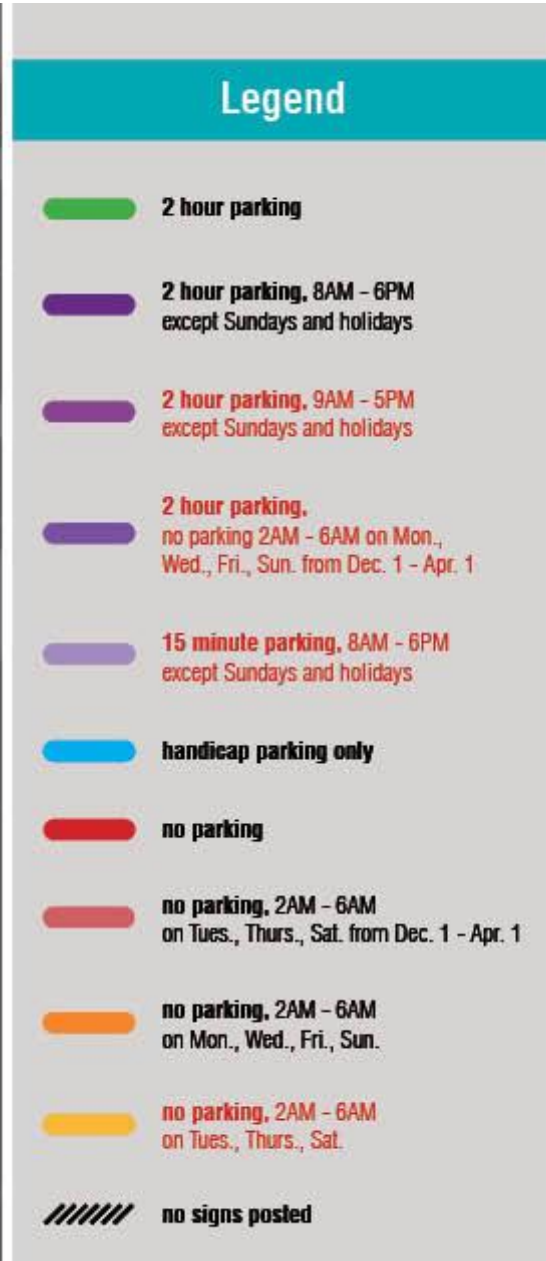 Legend
2 hour parking
2 hour parking, 8AM - 6PM
except Sundays and holidays
2 hour parking, 9AM - 5PM
except Sundays and holidays
2 hour parking,
no parking 2AM - 6AM on Mon.,
Wed., Fri., Sun. from Dec. 1 - Apr. 1
15 minute parking, 8AM - 6PM
except Sundays and holidays
handicap parking only
no parking
no parking, 2AM - 6AM
on Tues., Thurs., Sat. from Dec. 1 - Apr. 1
no parking, 2AM - 6AM
on Mon., Wed., Fri., Sun.
no parking, 2AM - 6AM
on Tues., Thurs., Sat.
no signs posted